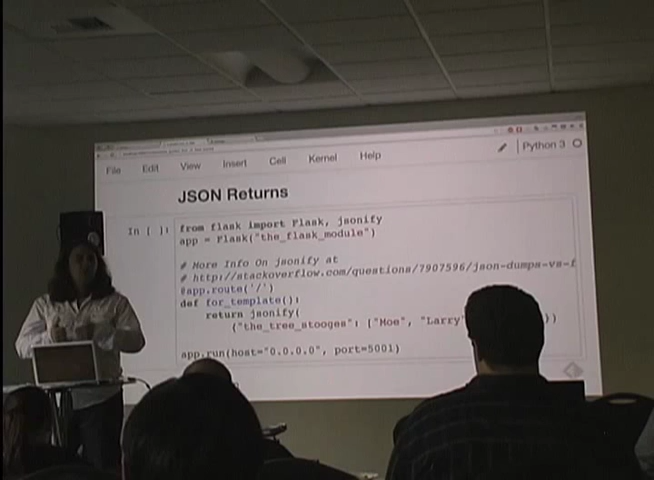 File Edit View Insert Cell Kernel Help
Python 3
JSON Returns
In [ ]:
from flask import Flask, jsonify
app = Flask("the_flask_module")
# More Info On jsonify at
# http://stackoverflow.com/questions/7907596/json-dumps-vs-f
@app.route('/')
def for_template():
return jsonify(
{"the_tree_stooges": ["Moe", "Larry" })
app.run(host="0.0.0.0", port=5001)